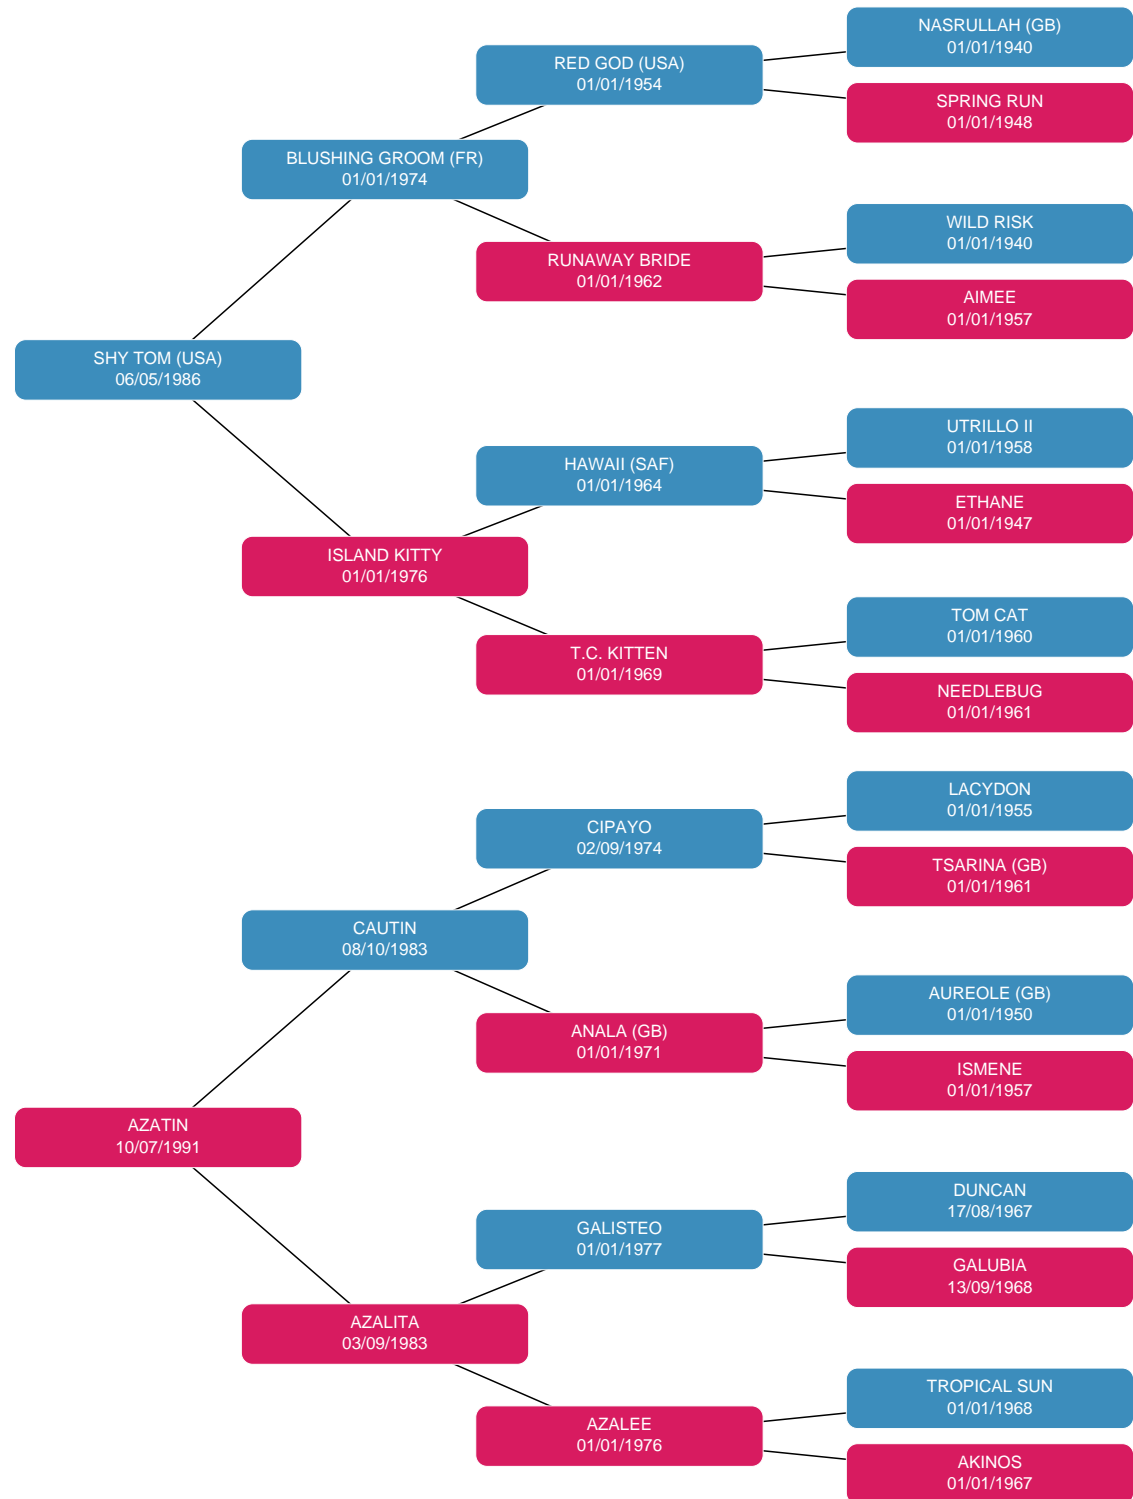 NASRULLAH (GB)
01/01/1940
RED GOD (USA)
01/01/1954
SPRING RUN
01/01/1948
BLUSHING GROOM (FR)
01/01/1974
WILD RISK
01/01/1940
RUNAWAY BRIDE
01/01/1962
AIMEE
01/01/1957
SHY TOM (USA)
06/05/1986
UTRILLO II
01/01/1958
HAWAII (SAF)
01/01/1964
ETHANE
01/01/1947
ISLAND KITTY
01/01/1976
TOM CAT
01/01/1960
T.C. KITTEN
01/01/1969
NEEDLEBUG
01/01/1961
LACYDON
01/01/1955
CIPAYO
02/09/1974
TSARINA (GB)
01/01/1961
CAUTIN
08/10/1983
AUREOLE (GB)
01/01/1950
ANALA (GB)
01/01/1971
ISMENE
01/01/1957
AZATIN
10/07/1991
DUNCAN
17/08/1967
GALISTEO
01/01/1977
GALUBIA
13/09/1968
AZALITA
03/09/1983
TROPICAL SUN
01/01/1968
AZALEE
01/01/1976
AKINOS
01/01/1967